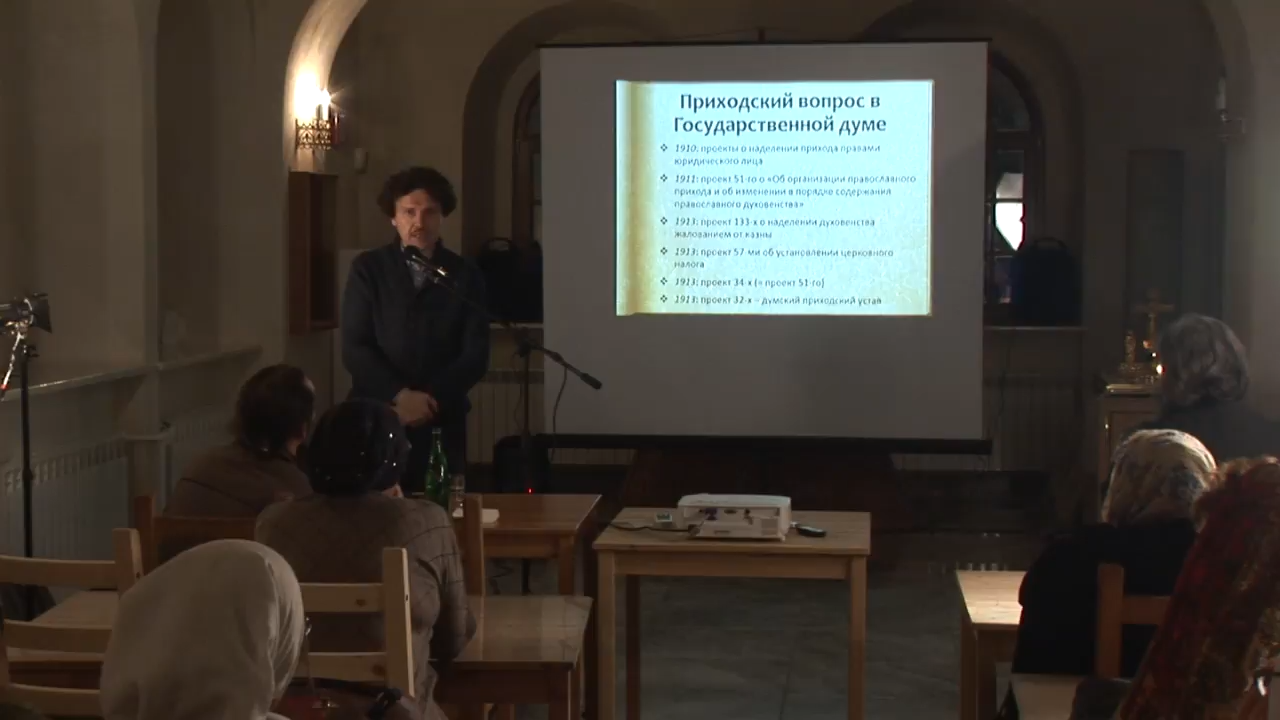 Приходский вопрос в
Государственной думе
❖ 1910: проекты о наделении прихода правами
юридического лица
❖ 1911: проект 51-го о «Об организации православного
прихода и об изменении в порядке содержания
православного духовенства»
❖ 1913: проект 133-х о наделении духовенства
жалованием от казны
❖ 1913: проект 57-ми об установлении церковного
налога
❖ 1913: проект 34-х (= проект 51-го)
❖ 1913: проект 32-х – думский приходский устав